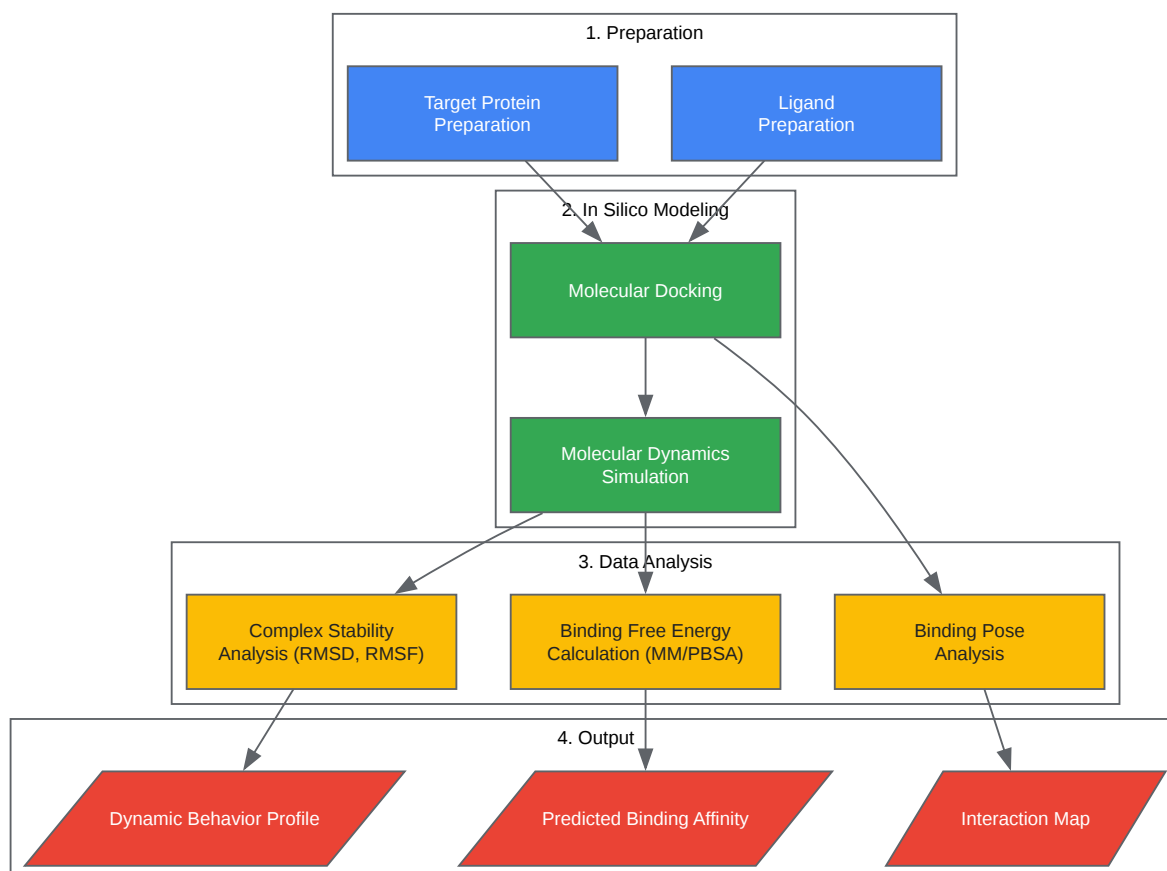 1. Preparation
Target Protein
Preparation
Ligand
Preparation
2. In Silico Modeling
Molecular Docking
Molecular Dynamics
Simulation
3. Data Analysis
Complex Stability
Analysis (RMSD, RMSF)
Binding Free Energy
Calculation (MM/PBSA)
Binding Pose
Analysis
4. Output
Dynamic Behavior Profile
Predicted Binding Affinity
Interaction Map